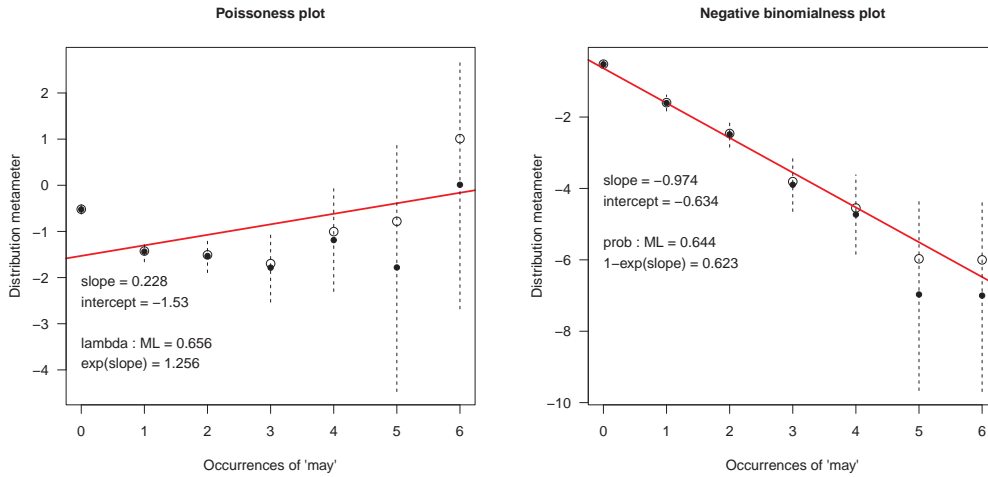 Poissoness plot
Distribution metameter
2
1
0
−1
−2
−3
−4
slope = 0.228
intercept = −1.53
lambda : ML = 0.656
exp(slope) = 1.256
0 1 2 3 4 5 6
Occurrences of 'may'
Negative binomialness plot
Distribution metameter
−2
−4
−6
−8
−10
slope = −0.974
intercept = −0.634
prob : ML = 0.644
1−exp(slope) = 0.623
0 1 2 3 4 5 6
Occurrences of 'may'